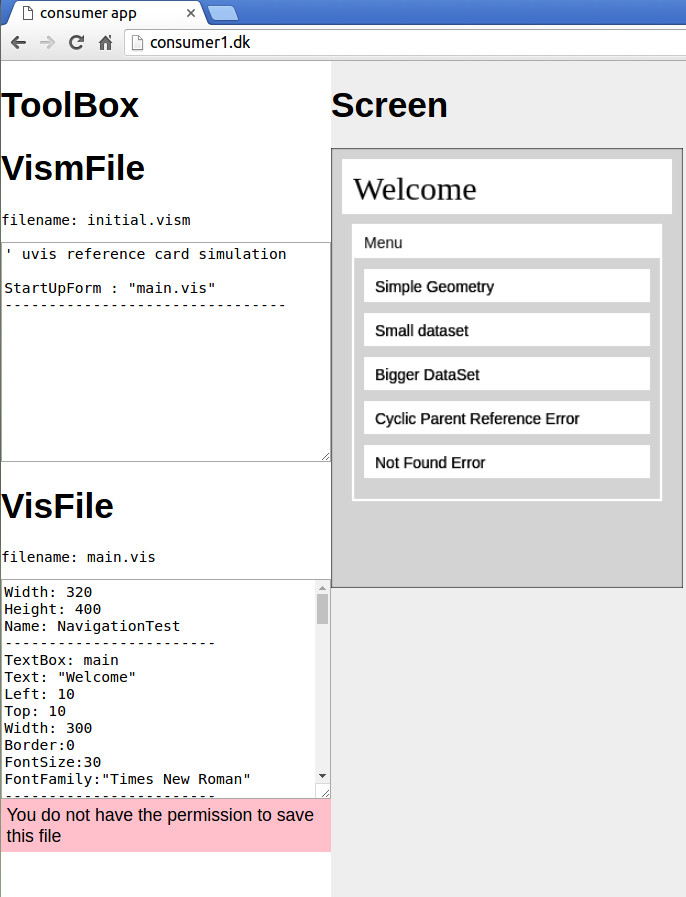 consumer app
consumer1.dk
ToolBox
VismFile
filename: initial.vism
' uvis reference card simulation
StartUpForm : "main.vis"
--------------------------------
VisFile
filename: main.vis
Width: 320
Height: 400
Name: NavigationTest
------------------------
TextBox: main
Text: "Welcome"
Left: 10
Top: 10
Width: 300
Border:0
FontSize:30
FontFamily:"Times New Roman"
------------------------
You do not have the permission to save
this file
Screen
Welcome
Menu
Simple Geometry
Small dataset
Bigger DataSet
Cyclic Parent Reference Error
Not Found Error